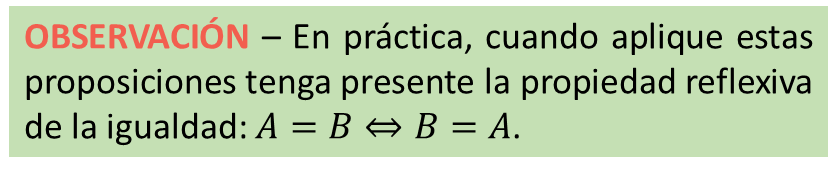 OBSERVACIÓN – En práctica, cuando aplique estas
proposiciones tenga presente la propiedad reflexiva
de la igualdad: A = B ⇔ B = A.